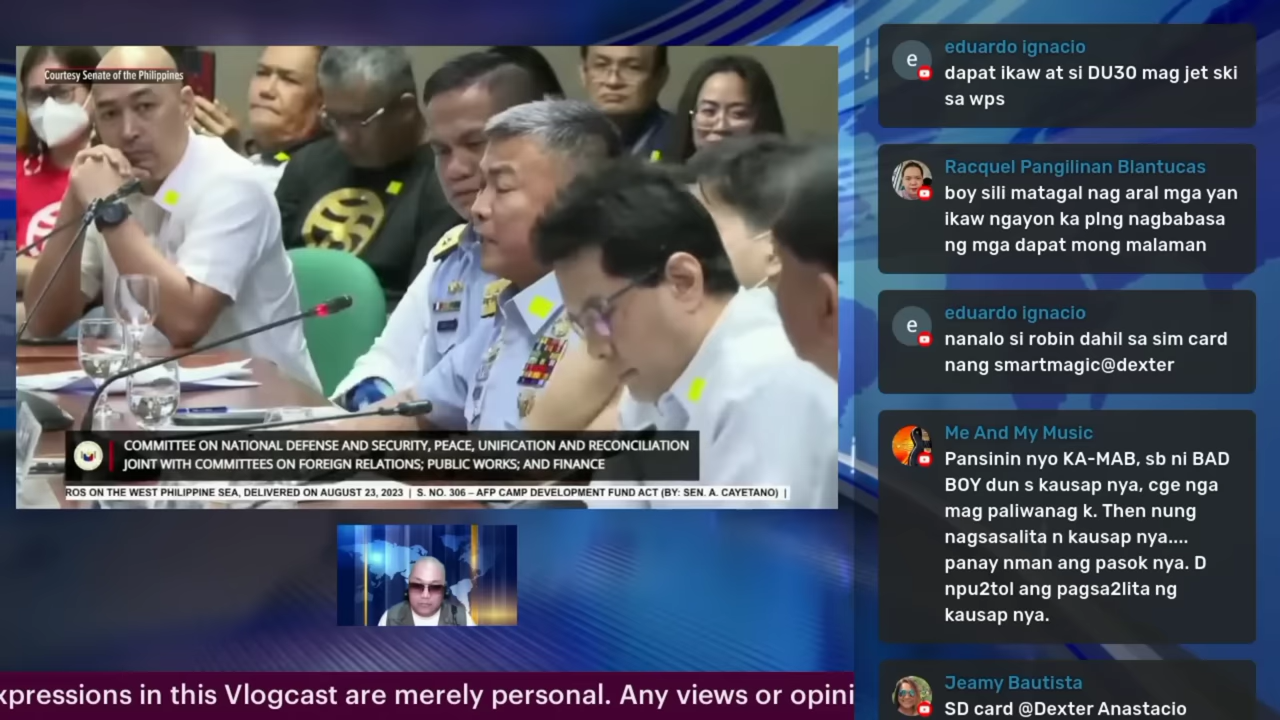 Courtesy Senate of the Philippines
COMMITTEE ON NATIONAL DEFENSE AND SECURITY, PEACE, UNIFICATION AND RECONCILIATION
JOINT WITH COMMITTEES ON FOREIGN RELATIONS; PUBLIC WORKS; AND FINANCE
ROS ON THE WEST PHILIPPINE SEA, DELIVERED ON AUGUST 23, 2023 | S. NO. 306 – AFP CAMP DEVELOPMENT FUND ACT (BY: SEN. A. CAYETANO) |
xpressions in this Vlogcast are merely personal. Any views or opini
e
eduardo ignacio
dapat ikaw at si DU30 mag jet ski
sa wps
Racquel Pangilinan Blantucas
boy sili matagal nag aral mga yan
ikaw ngayon ka plng nagbabasa
ng mga dapat mong malaman
e
eduardo ignacio
nanalo si robin dahil sa sim card
nang smartmagic@dexter
Me And My Music
Pansinin nyo KA-MAB, sb ni BAD
BOY dun s kausap nya, cge nga
mag paliwanag k. Then nung
nagsasalita n kausap nya....
panay nman ang pasok nya. D
npu2tol ang pagsa2lita ng
kausap nya.
Jeamy Bautista
SD card @Dexter Anastacio